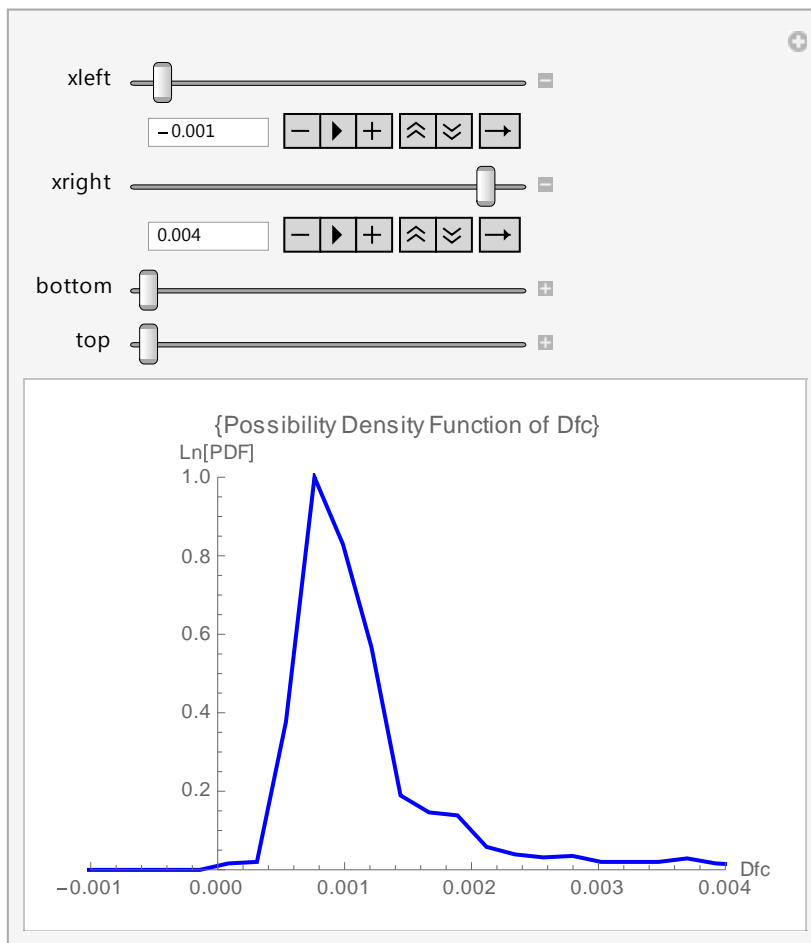 xleft
−0.001
xright
0.004
bottom
top
{Possibility Density Function of Dfc}
Ln[PDF]
1.0
0.8
0.6
0.4
0.2
Dfc
−0.001 0.000 0.001 0.002 0.003 0.004